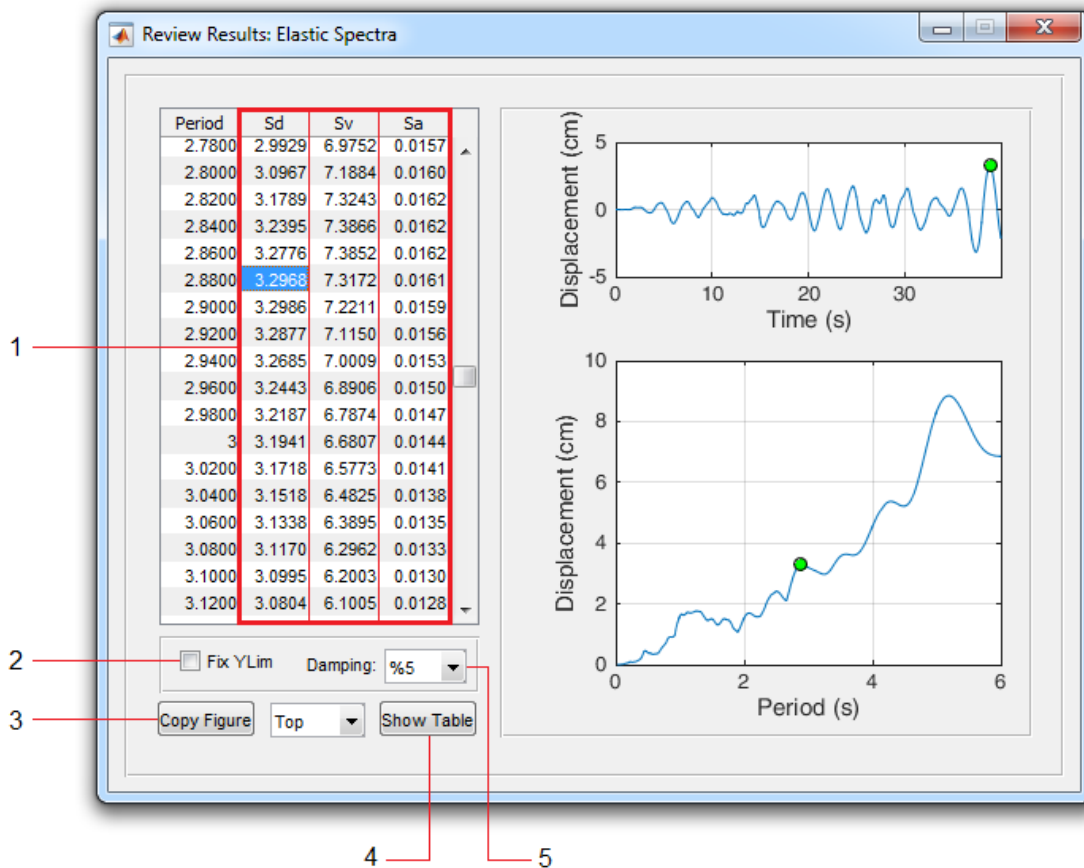 Review Results: Elastic Spectra
Period Sd Sv Sa
2.7800 2.9929 6.9752 0.0157
2.8000 3.0967 7.1884 0.0160
2.8200 3.1789 7.3243 0.0162
2.8400 3.2395 7.3866 0.0162
2.8600 3.2776 7.3852 0.0162
2.8800 3.2968 7.3172 0.0161
2.9000 3.2986 7.2211 0.0159
2.9200 3.2877 7.1150 0.0156
2.9400 3.2685 7.0009 0.0153
2.9600 3.2443 6.8906 0.0150
2.9800 3.2187 6.7874 0.0147
3 3.1941 6.6807 0.0144
3.0200 3.1718 6.5773 0.0141
3.0400 3.1518 6.4825 0.0138
3.0600 3.1338 6.3895 0.0135
3.0800 3.1170 6.2962 0.0133
3.1000 3.0995 6.2003 0.0130
3.1200 3.0804 6.1005 0.0128
1
2
Fix YLim Damping: %5
3
Copy Figure Top Show Table
4
5
Displacement (cm)
5
0
-5
0 10 20 30
Time (s)
Displacement (cm)
10
8
6
4
2
0
0 2 4 6
Period (s)